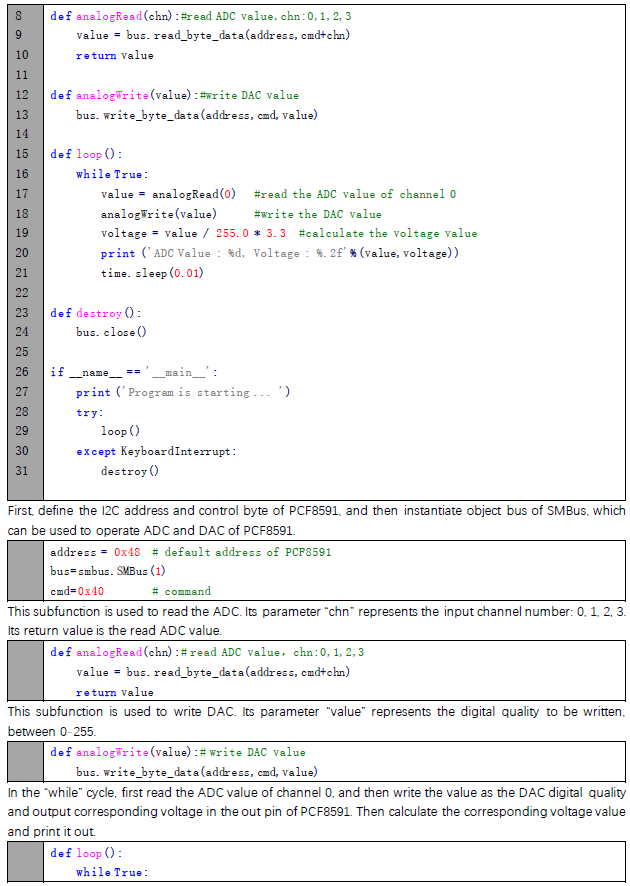 8 def analogRead(chn):#read ADC value,chn:0,1,2,3
9 value = bus.read_byte_data(address,cmd+chn)
10 return value
11
12 def analogWrite(value):#write DAC value
13 bus.write_byte_data(address,cmd,value)
14
15 def loop():
16 while True:
17 value = analogRead(0) #read the ADC value of channel 0
18 analogWrite(value) #write the DAC value
19 voltage = value / 255.0 * 3.3 #calculate the voltage value
20 print ('ADC Value : %d, Voltage : %.2f'%(value,voltage))
21 time.sleep(0.01)
22
23 def destroy():
24 bus.close()
25
26 if __name__ == '__main__':
27 print ('Program is starting ... ')
28 try:
29 loop()
30 except KeyboardInterrupt:
31 destroy()
First, define the I2C address and control byte of PCF8591, and then instantiate object bus of SMBus, which
can be used to operate ADC and DAC of PCF8591.
address = 0x48 # default address of PCF8591
bus=smbus.SMBus(1)
cmd=0x40 # command
This subfunction is used to read the ADC. Its parameter “chn” represents the input channel number: 0, 1, 2, 3.
Its return value is the read ADC value.
def analogRead(chn):# read ADC value, chn:0,1,2,3
value = bus.read_byte_data(address,cmd+chn)
return value
This subfunction is used to write DAC. Its parameter “value” represents the digital quality to be written,
between 0-255.
def analogWrite(value):# write DAC value
bus.write_byte_data(address,cmd,value)
In the “while” cycle, first read the ADC value of channel 0, and then write the value as the DAC digital quality
and output corresponding voltage in the out pin of PCF8591. Then calculate the corresponding voltage value
and print it out.
def loop():
while True: